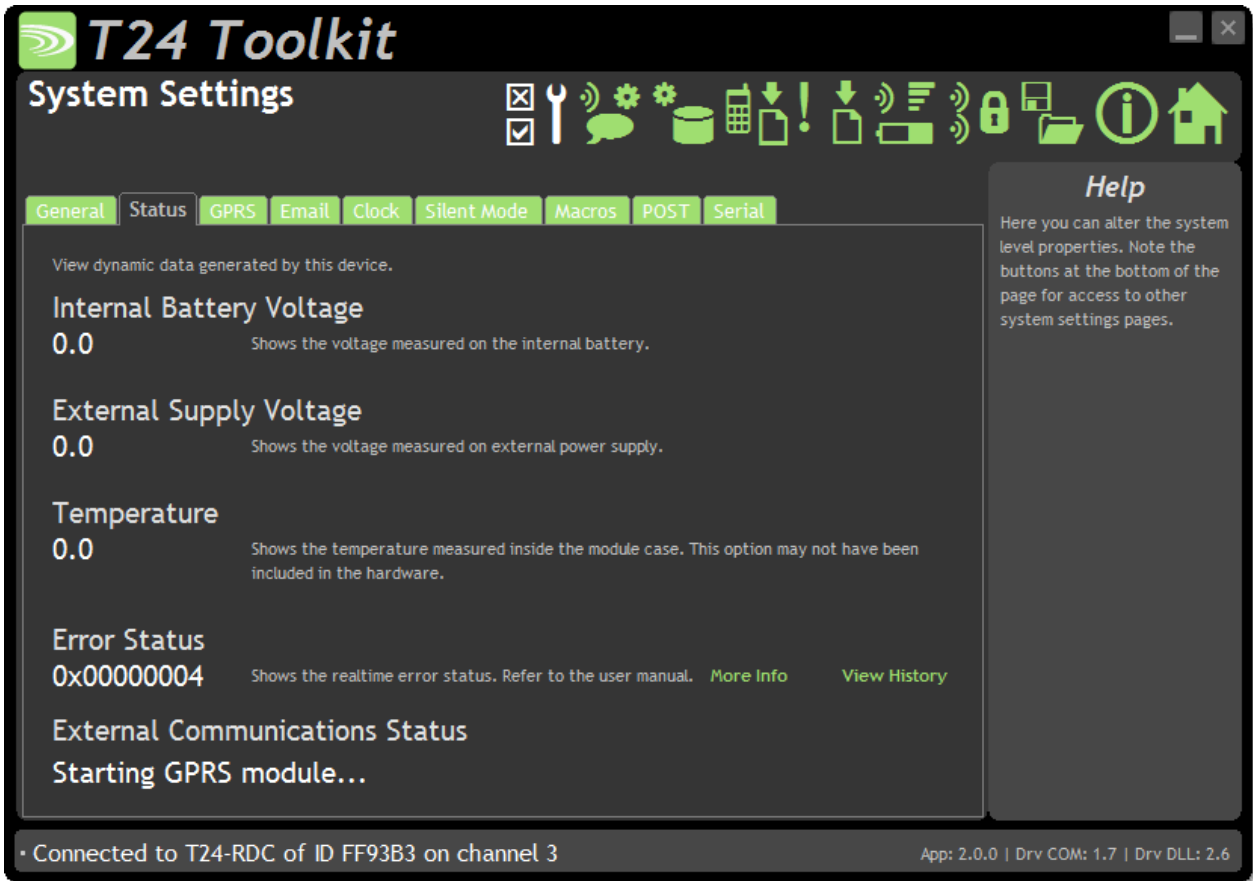 T24 Toolkit
System Settings
General Status GPRS Email Clock Silent Mode Macros POST Serial
View dynamic data generated by this device.
Internal Battery Voltage
0.0 Shows the voltage measured on the internal battery.
External Supply Voltage
0.0 Shows the voltage measured on external power supply.
Temperature
0.0 Shows the temperature measured inside the module case. This option may not have been
included in the hardware.
Error Status
0x00000004 Shows the realtime error status. Refer to the user manual. More Info View History
External Communications Status
Starting GPRS module...
Help
Here you can alter the system
level properties. Note the
buttons at the bottom of the
page for access to other
system settings pages.
Connected to T24-RDC of ID FF93B3 on channel 3
App: 2.0.0 | Drv COM: 1.7 | Drv DLL: 2.6